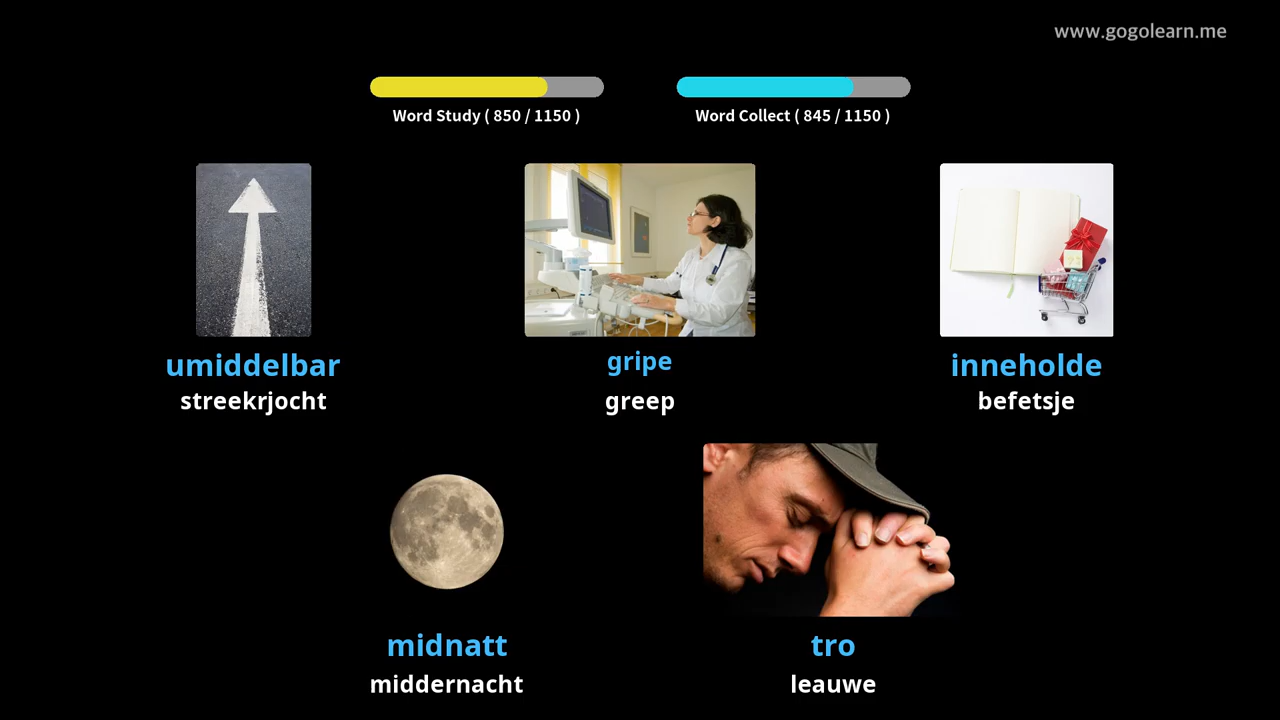 www.gogolearn.me
Word Study ( 850 / 1150 )
Word Collect ( 845 / 1150 )
umiddelbar
streekrjocht
gripe
greep
inneholde
befetsje
midnatt
middernacht
tro
leauwe